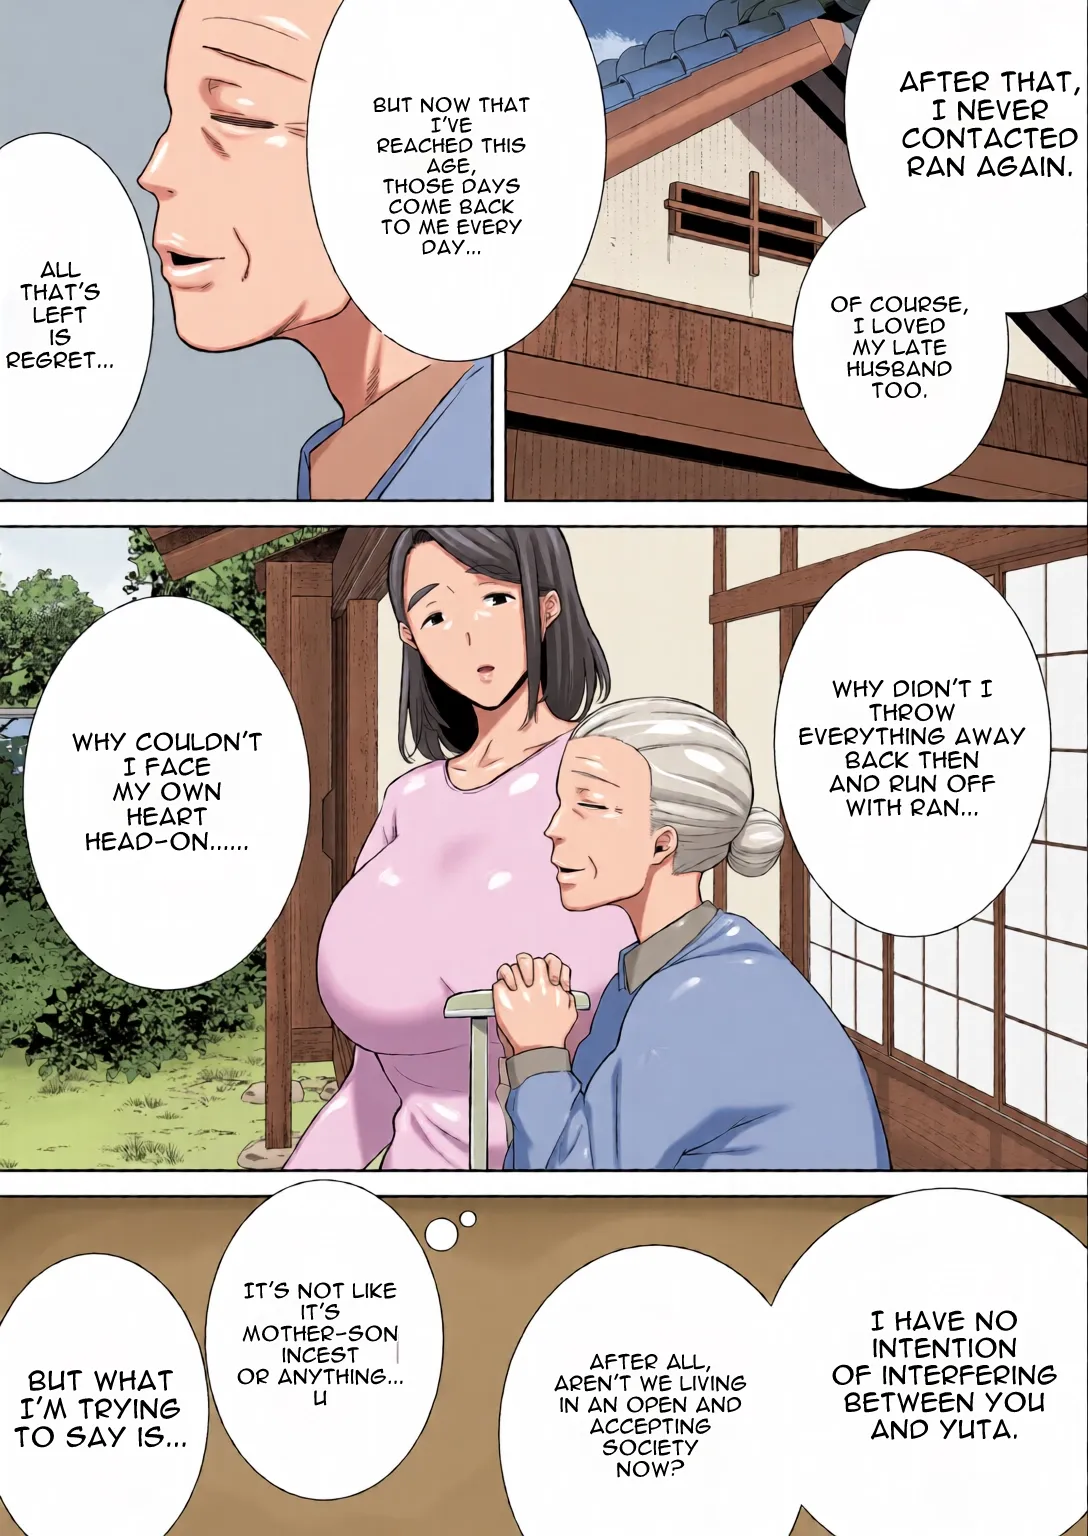 AFTER THAT,
I NEVER
CONTACTED
RAN AGAIN.
OF COURSE,
I LOVED
MY LATE
HUSBAND
TOO.
BUT NOW THAT
I'VE
REACHED THIS
AGE,
THOSE DAYS
COME BACK
TO ME EVERY
DAY...
ALL
THAT'S
LEFT
IS
REGRET...
WHY DIDN'T I
THROW
EVERYTHING AWAY
BACK THEN
AND RUN OFF
WITH RAN...
WHY COULDN'T
I FACE
MY OWN
HEART
HEAD-ON......
I HAVE NO
INTENTION
OF INTERFERING
BETWEEN YOU
AND YUTA.
AFTER ALL,
AREN'T WE LIVING
IN AN OPEN AND
ACCEPTING
SOCIETY
NOW?
IT'S NOT LIKE
IT'S
MOTHER-SON
INCEST
OR ANYTHING...
U
BUT WHAT
I'M TRYING
TO SAY IS...